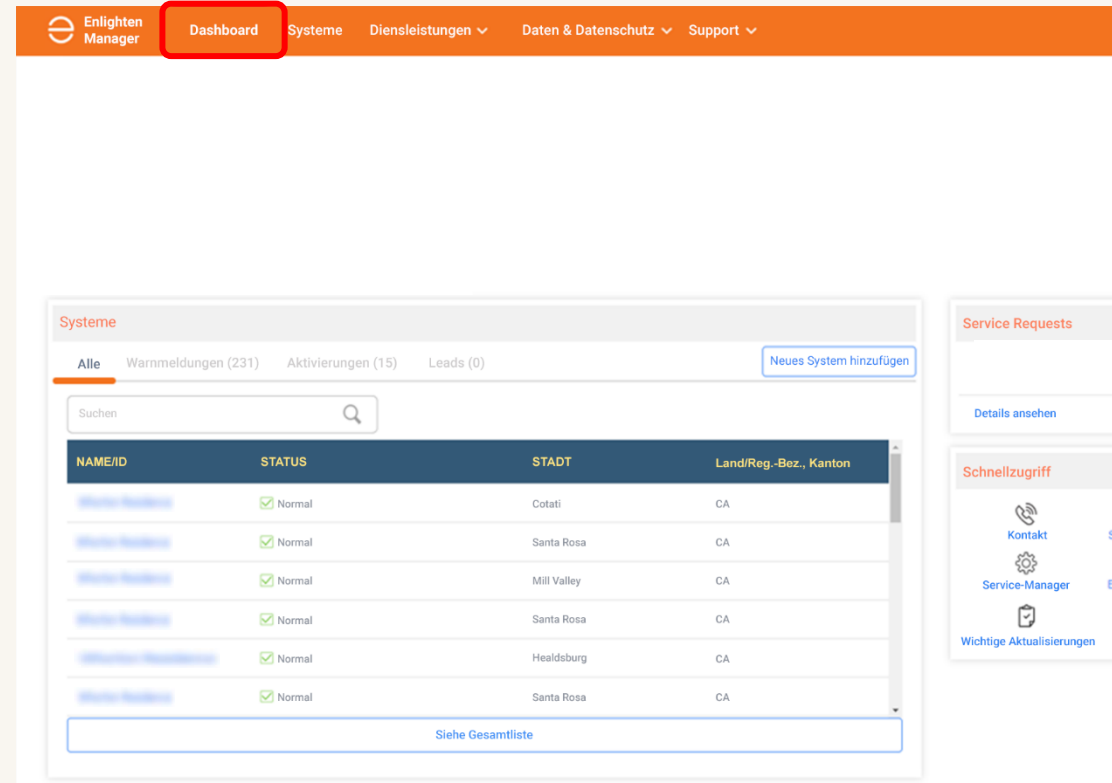 Enlighten
Manager
Dashboard Systeme Diensleistungen Daten & Datenschutz Support
Systeme
Alle Warnmeldungen (231) Aktivierungen (15) Leads (0) Neues System hinzufügen
Suchen
NAME/ID STATUS STADT Land/Reg.-Bez., Kanton
Normal Cotati CA
Normal Santa Rosa CA
Normal Mill Valley CA
Normal Santa Rosa CA
Normal Healdsburg CA
Normal Santa Rosa CA
Siehe Gesamtliste
Service Requests
Details ansehen
Schnellzugriff
Kontakt
Service-Manager
Wichtige Aktualisierungen